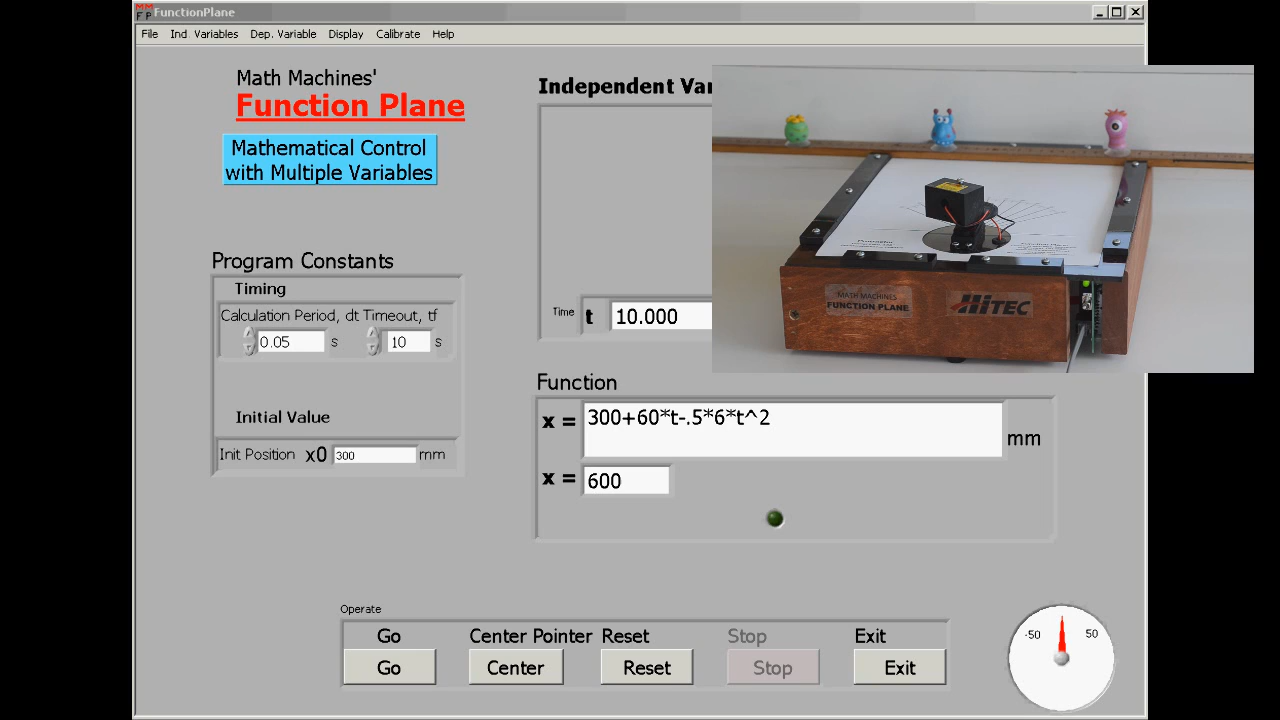 MM
FP FunctionPlane
File Ind. Variables Dep. Variable Display Calibrate Help
Math Machines'
Function Plane
Mathematical Control
with Multiple Variables
Independent Var
Program Constants
Timing
Calculation Period, dt Timeout, tf
0.05 s 10 s
Initial Value
Init Position x0 300 mm
Time t 10.000
MATH MACHINES
FUNCTION PLANE
HITEC
Function
x = 300+60*t-.5*6*t^2 mm
x = 600
Operate
Go Center Pointer Reset Stop Exit
Go Center Reset Stop Exit
-50 50